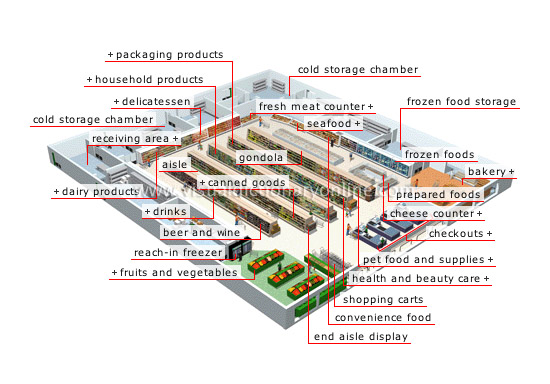 + packaging products
cold storage chamber
+ household products
+ delicatessen
fresh meat counter +
frozen food storage
cold storage chamber
seafood +
receiving area +
aisle
gondola
frozen foods
bakery +
+ canned goods
www.visualdictionaryonline.com
+ dairy products
prepared foods
+ drinks
cheese counter +
beer and wine
checkouts +
reach-in freezer
pet food and supplies +
+ fruits and vegetables
health and beauty care +
shopping carts
convenience food
end aisle display